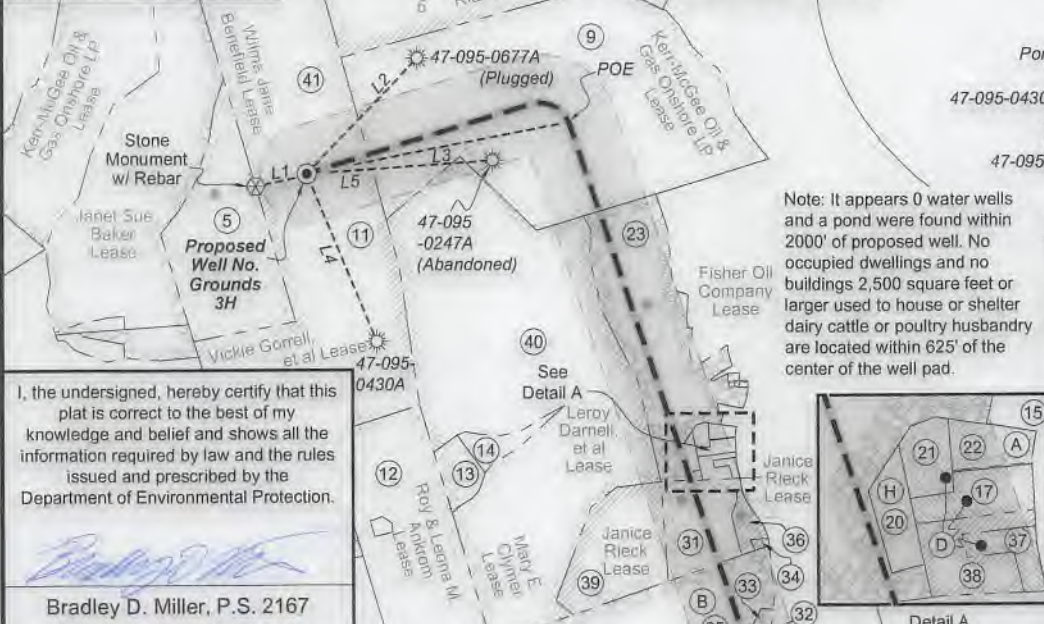 6
Kerr-McGee Oil &
Gas Onshore LP
Lease
Wilma Jane
Benefield Lease
41
L2
47-095-0677A
(Plugged)
9
POE
Kerr-McGee Oil &
Gas Onshore LP
Lease
47-095-0430
47-095
Stone
Monument
w/ Rebar
L1
L3
L5
L4
Janet Sue
Baker
Lease
5
Proposed
Well No.
Grounds
3H
11
47-095
-0247A
(Abandoned)
23
Fisher Oil
Company
Lease
Note: It appears 0 water wells
and a pond were found within
2000' of proposed well. No
occupied dwellings and no
buildings 2,500 square feet or
larger used to house or shelter
dairy cattle or poultry husbandry
are located within 625' of the
center of the well pad.
Vickie Gorrell,
et al Lease
47-095-
0430A
40
See
Detail A
Leroy
Darnell,
et al
Lease
I, the undersigned, hereby certify that this
plat is correct to the best of my
knowledge and belief and shows all the
information required by law and the rules
issued and prescribed by the
Department of Environmental Protection.
Bradley D. Miller, P.S. 2167
12
13
14
Roy & Leona M.
Ankrom
Lease
Mary E.
Clymer
Lease
Janice
Rieck
Lease
39
Janice
Rieck
Lease
31
36
34
33
32
B
15
A
21
22
H
17
20
D
37
38
Detail A